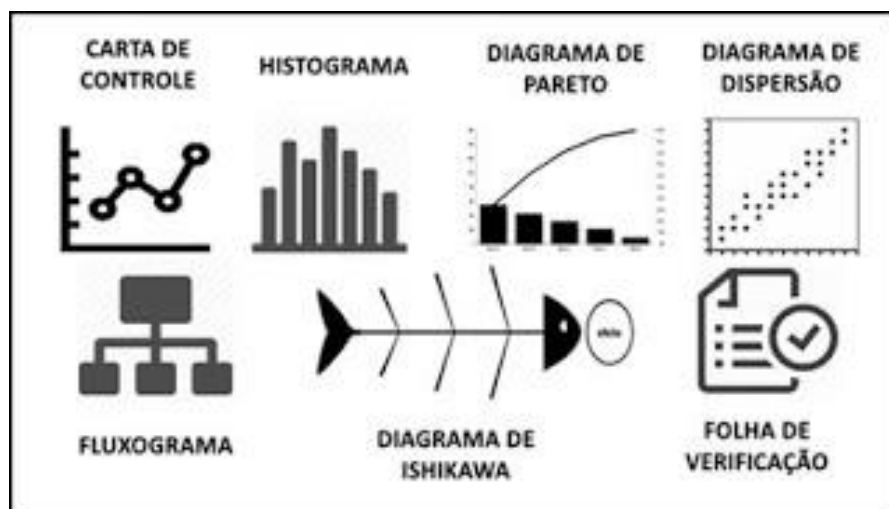 CARTA DE
CONTROLE
HISTOGRAMA
DIAGRAMA DE
PARETO
DIAGRAMA DE
DISPERSÃO
FLUXOGRAMA
DIAGRAMA DE
ISHIKAWA
FOLHA DE
VERIFICAÇÃO